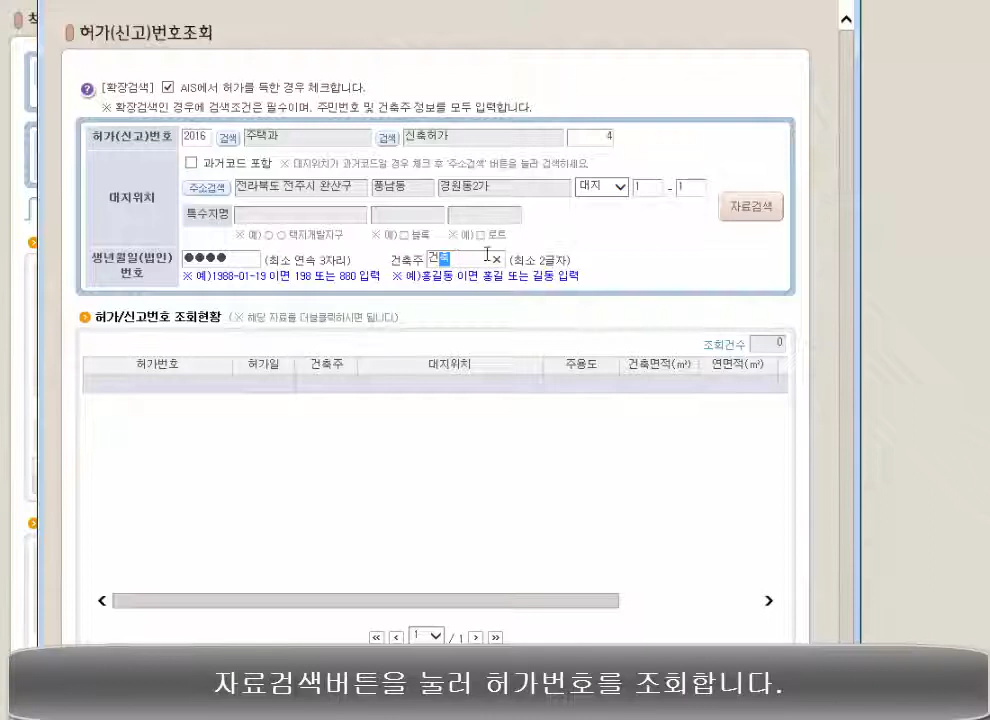 허가(신고)번호조회
? [확장검색] AIS에서 허가를 득한 경우 체크합니다.
※ 확장검색인 경우에 검색조건은 필수이며, 주민번호 및 건축주 정보를 모두 입력합니다.
허가(신고)번호 2016 검색 주택과 검색 신축허가 4
과거코드 포함 ※ 대지위치가 과거코드일 경우 체크 후 '주소검색' 버튼을 눌러 검색하세요
대지위치 주소검색 전라북도 전주시 완산구 풍남동 경원동2가 대지 1 - 1
자료검색
특수지명
※ 예) ○ ○ 택지개발지구 ※ 예) □ 블록 ※ 예) □ 로트
생년월일(법인)번호 ●●●● (최소 연속 3자리) 건축주 건축 × (최소 2글자)
※ 예)1988-01-19 이면 198 또는 880 입력 ※ 예)홍길동 이면 홍길 또는 길동 입력
허가/신고번호 조회현황 (※ 해당 자료를 더블클릭하시면 됩니다)
조회건수 0
허가번호 허가일 건축주 대지위치 주용도 건축면적(㎡) 연면적(㎡)
« ‹ 1 / 1 › »
자료검색버튼을 눌러 허가번호를 조회합니다.